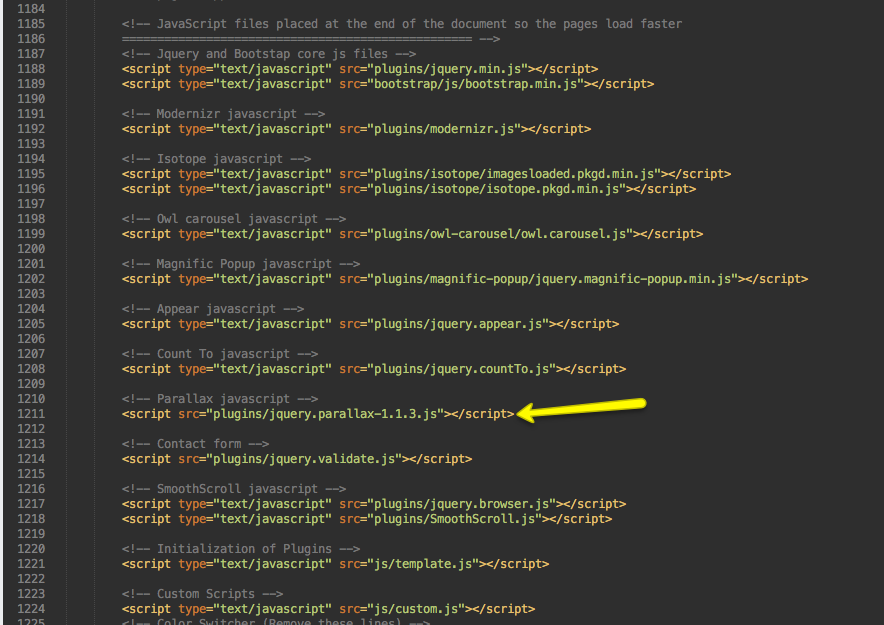 1184
1185 <!-- JavaScript files placed at the end of the document so the pages load faster
1186 ================================================== -->
1187 <!-- Jquery and Bootstap core js files -->
1188 <script type="text/javascript" src="plugins/jquery.min.js"></script>
1189 <script type="text/javascript" src="bootstrap/js/bootstrap.min.js"></script>
1190
1191 <!-- Modernizr javascript -->
1192 <script type="text/javascript" src="plugins/modernizr.js"></script>
1193
1194 <!-- Isotope javascript -->
1195 <script type="text/javascript" src="plugins/isotope/imagesloaded.pkgd.min.js"></script>
1196 <script type="text/javascript" src="plugins/isotope/isotope.pkgd.min.js"></script>
1197
1198 <!-- Owl carousel javascript -->
1199 <script type="text/javascript" src="plugins/owl-carousel/owl.carousel.js"></script>
1200
1201 <!-- Magnific Popup javascript -->
1202 <script type="text/javascript" src="plugins/magnific-popup/jquery.magnific-popup.min.js"></script>
1203
1204 <!-- Appear javascript -->
1205 <script type="text/javascript" src="plugins/jquery.appear.js"></script>
1206
1207 <!-- Count To javascript -->
1208 <script type="text/javascript" src="plugins/jquery.countTo.js"></script>
1209
1210 <!-- Parallax javascript -->
1211 <script src="plugins/jquery.parallax-1.1.3.js"></script>
1212
1213 <!-- Contact form -->
1214 <script src="plugins/jquery.validate.js"></script>
1215
1216 <!-- SmoothScroll javascript -->
1217 <script type="text/javascript" src="plugins/jquery.browser.js"></script>
1218 <script type="text/javascript" src="plugins/SmoothScroll.js"></script>
1219
1220 <!-- Initialization of Plugins -->
1221 <script type="text/javascript" src="js/template.js"></script>
1222
1223 <!-- Custom Scripts -->
1224 <script type="text/javascript" src="js/custom.js"></script>
1225 <!-- Color Switcher (Remove these lines) -->